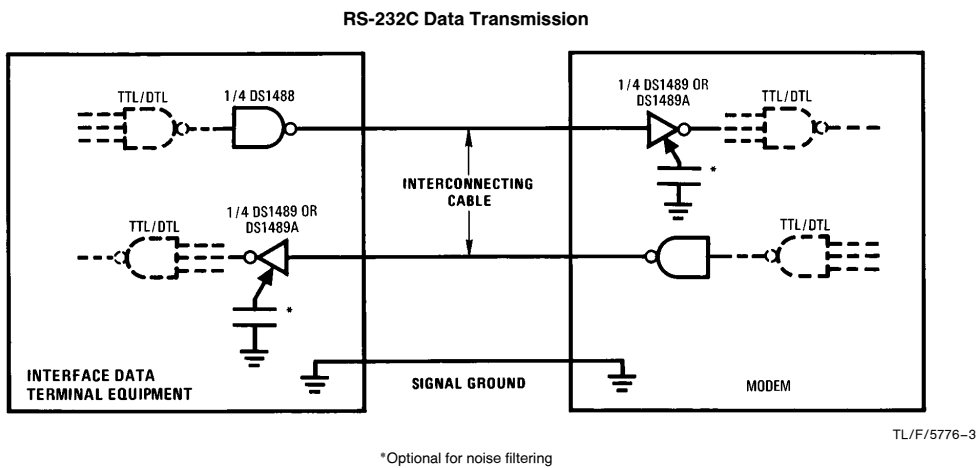 RS-232C Data Transmission
TTL/DTL
1/4 DS1488
1/4 DS1489 OR
DS1489A
TTL/DTL
*
INTERCONNECTING
CABLE
TTL/DTL
1/4 DS1489 OR
DS1489A
TTL/DTL
*
INTERFACE DATA
TERMINAL EQUIPMENT
SIGNAL GROUND
MODEM
TL/F/5776–3
*Optional for noise filtering